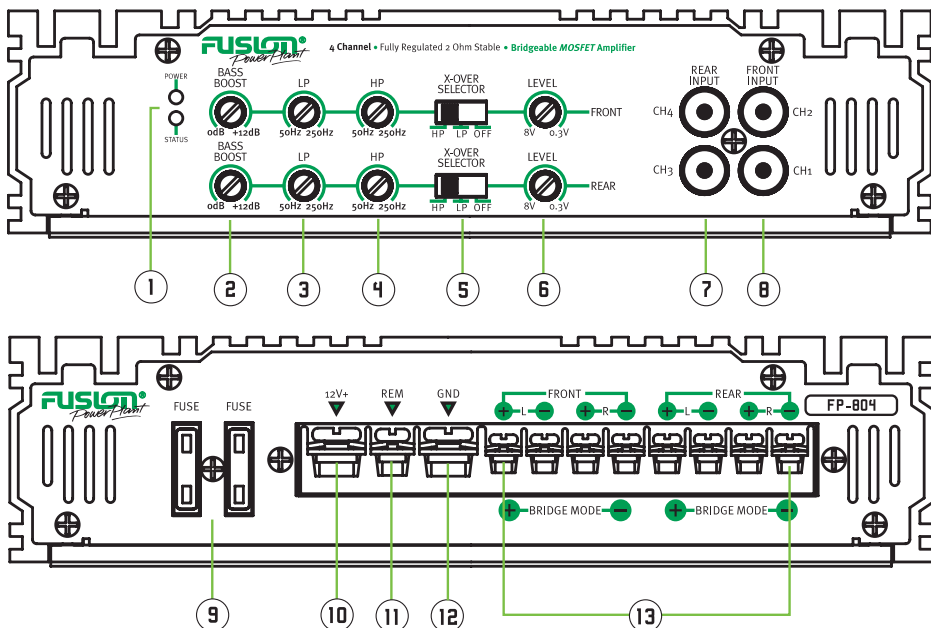 FUSION®
PowerPlant
4 Channel • Fully Regulated 2 Ohm Stable • Bridgeable MOSFET Amplifier
POWER
STATUS
BASS BOOST
LP
HP
X-OVER SELECTOR
LEVEL
FRONT
0dB +12dB
50Hz 250Hz
50Hz 250Hz
HP LP OFF
8V 0.3V
BASS BOOST
LP
HP
X-OVER SELECTOR
LEVEL
REAR
0dB +12dB
50Hz 250Hz
50Hz 250Hz
HP LP OFF
8V 0.3V
REAR INPUT
FRONT INPUT
CH4
CH2
CH3
CH1
1 2 3 4 5 6 7 8
FUSION®
PowerPlant
FUSE FUSE
12V+ REM GND
FRONT
+ L − + R −
REAR
+ L − + R −
FP-804
+ BRIDGE MODE −
+ BRIDGE MODE −
9 10 11 12 13